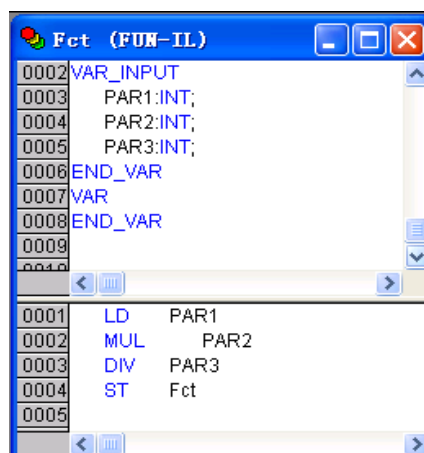 Fct (FUN-IL)
0002 VAR_INPUT
0003 PAR1:INT;
0004 PAR2:INT;
0005 PAR3:INT;
0006 END_VAR
0007 VAR
0008 END_VAR
0009
0010
0001 LD PAR1
0002 MUL PAR2
0003 DIV PAR3
0004 ST Fct
0005